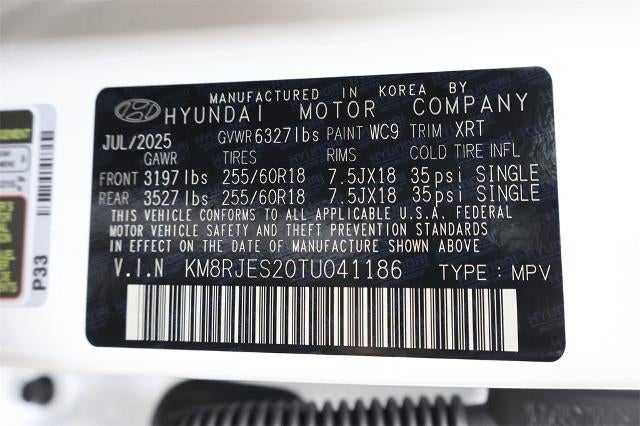 MANUFACTURED IN KOREA BY
HYUNDAI MOTOR COMPANY
JUL/2025 GVWR 6327lbs PAINT WC9 TRIM XRT
GAWR TIRES RIMS COLD TIRE INFL
FRONT 3197lbs 255/60R18 7.5JX18 35psi SINGLE
REAR 3527lbs 255/60R18 7.5JX18 35psi SINGLE
THIS VEHICLE CONFORMS TO ALL APPLICABLE U.S.A. FEDERAL
MOTOR VEHICLE SAFETY AND THEFT PREVENTION STANDARDS
IN EFFECT ON THE DATE OF MANUFACTURE SHOWN ABOVE.
V.I.N KM8RJES20TU041186 TYPE : MPV
P33